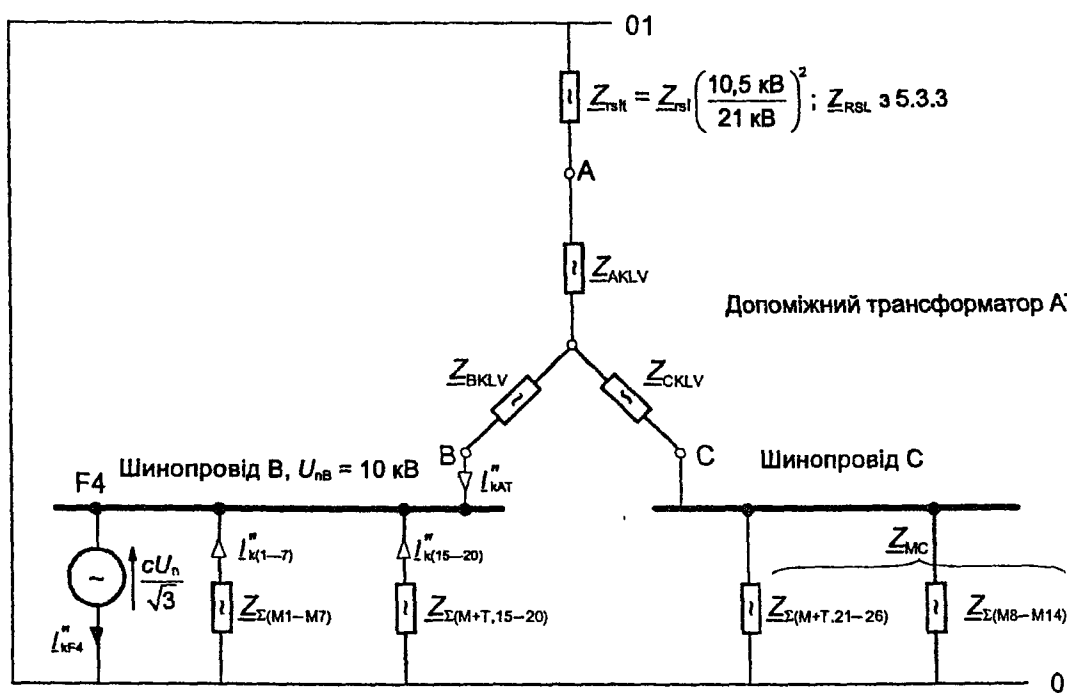 01
Z_rslt = Z_rsl (10,5 кВ / 21 кВ)²; Z_RSL з 5.3.3
A
Z_AKLV
Допоміжний трансформатор АТ
Z_BKLV
Z_CKLV
B
C
Шинопровід B, U_nB = 10 кВ
I"_kAT
Шинопровід C
F4
cU_n / √3
I"_k(1—7)
I"_k(15—20)
Z_MC
Z_Σ(M1–M7)
Z_Σ(M+T,15–20)
Z_Σ(M+T,21–26)
Z_Σ(M8–M14)
I"_kF4
0